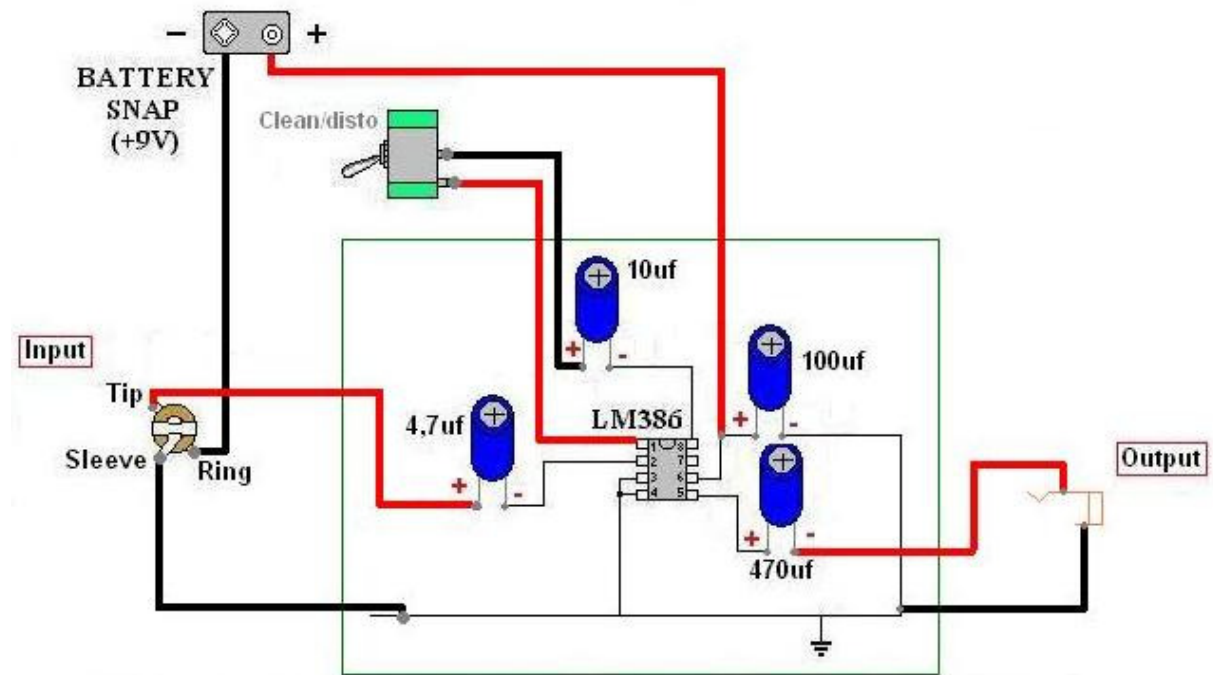 - +
BATTERY
SNAP
(+9V)
Clean/disto
10uf
+ -
Input
100uf
Tip
4,7uf
LM386
+ -
Sleeve
Ring
+ -
1 8
2 7
3 6
4 5
Output
+ -
470uf